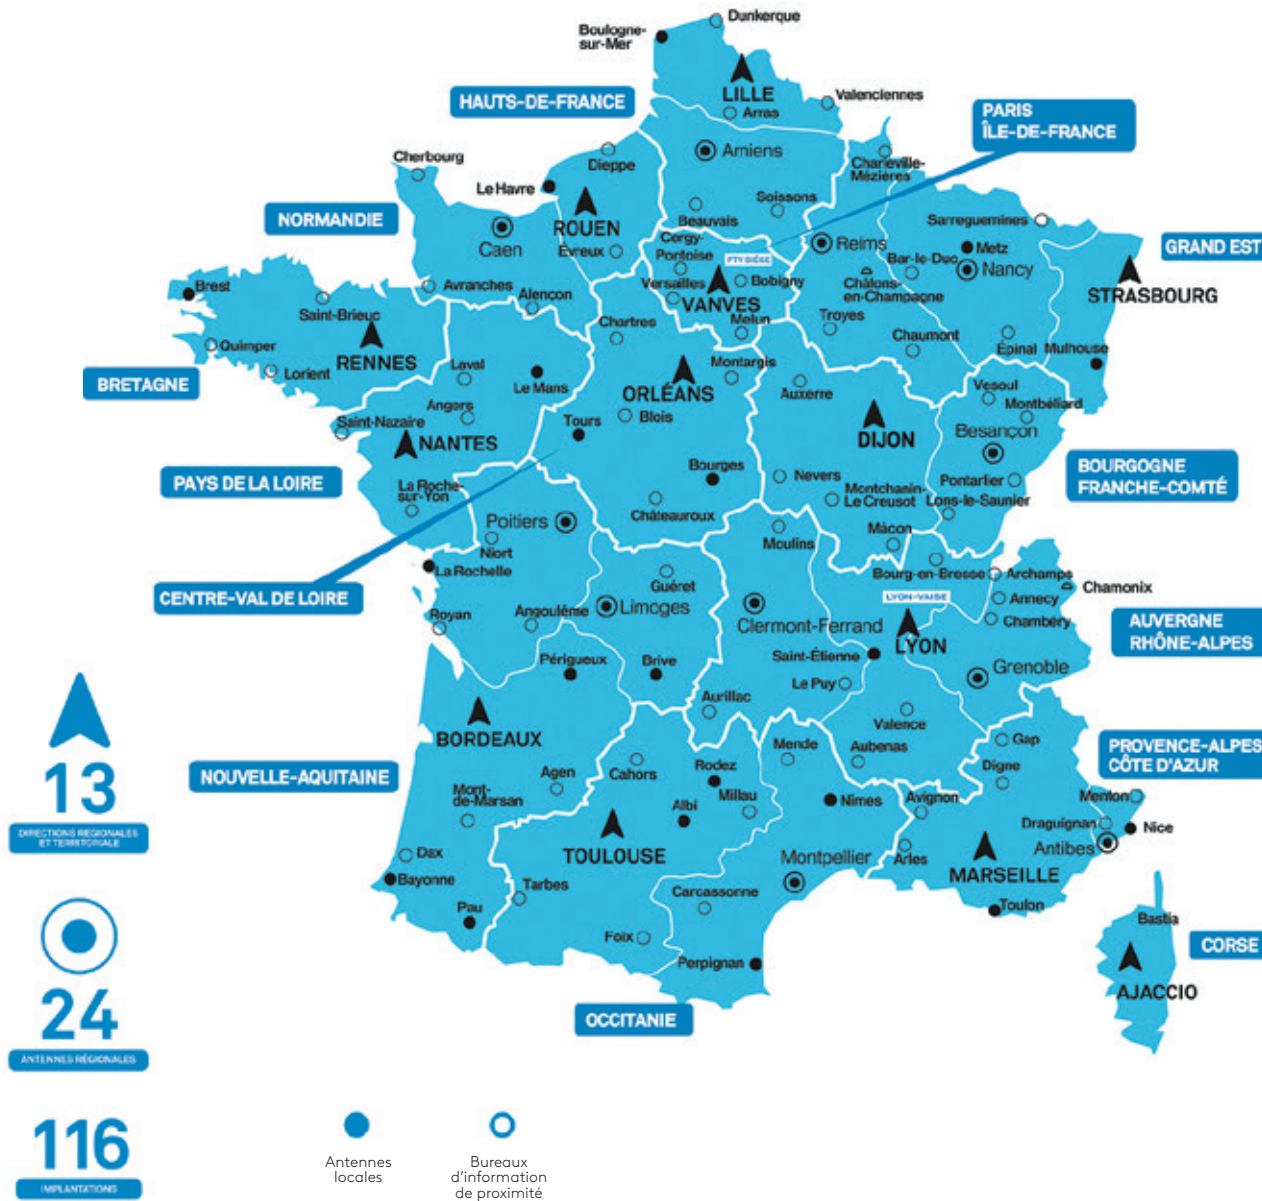 Dunkerque
Boulogne-
sur-Mer
LILLE
Valenciennes
Arras
HAUTS-DE-FRANCE
PARIS
ÎLE-DE-FRANCE
Amiens
Charleville-
Mézières
Cherbourg
Dieppe
Le Havre
Soissons
Beauvais
NORMANDIE
ROUEN
Caen
Évreux
Cergy-
Pontoise
FTV SIÈGE
Reims
Sarreguemines
Metz
Bar-le-Duc
Nancy
GRAND EST
STRASBOURG
Brest
Avranches
Alençon
Versailles
Bobigny
VANVES
Châlons-
en-Champagne
Saint-Brieuc
Chartres
Melun
Troyes
Chaumont
Épinal
Mulhouse
Quimper
RENNES
Laval
Montargis
BRETAGNE
Lorient
Le Mans
ORLÉANS
Auxerre
Vesoul
Montbéliard
Saint-Nazaire
Angers
Tours
Blois
DIJON
Besançon
NANTES
PAYS DE LA LOIRE
Bourges
Nevers
Pontarlier
BOURGOGNE
FRANCHE-COMTÉ
La Roche-
sur-Yon
Montchanin-
Le Creusot
Lons-le-Saunier
Poitiers
Châteauroux
Mâcon
Niort
Moulins
La Rochelle
Guéret
Bourg-en-Bresse
Archamps
Chamonix
CENTRE-VAL DE LOIRE
LYON-VAISE
Annecy
Royan
Angoulême
Limoges
Clermont-Ferrand
Chambéry
AUVERGNE
RHÔNE-ALPES
LYON
Périgueux
Brive
Saint-Étienne
Grenoble
Le Puy
Aurillac
Valence
BORDEAUX
Mende
Aubenas
Gap
PROVENCE-ALPES
CÔTE D'AZUR
NOUVELLE-AQUITAINE
Agen
Cahors
Rodez
Digne
Mont-
de-Marsan
Millau
Albi
Nîmes
Avignon
Menton
Draguignan
Nice
TOULOUSE
Montpellier
Arles
Antibes
Dax
MARSEILLE
Bayonne
Tarbes
Carcassonne
Pau
Toulon
Foix
Bastia
Perpignan
CORSE
AJACCIO
OCCITANIE
13
DIRECTIONS RÉGIONALES
ET TERRITORIALE
24
ANTENNES RÉGIONALES
116
IMPLANTATIONS
Antennes
locales
Bureaux
d'information
de proximité